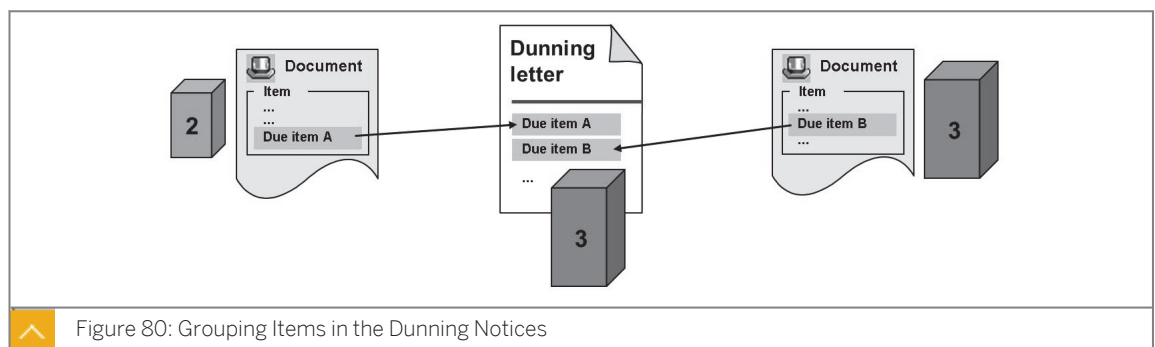 2
Document
Item
...
...
Due item A
Dunning
letter
Due item A
Due item B
...
3
Document
Item
...
Due item B
...
3
Figure 80: Grouping Items in the Dunning Notices